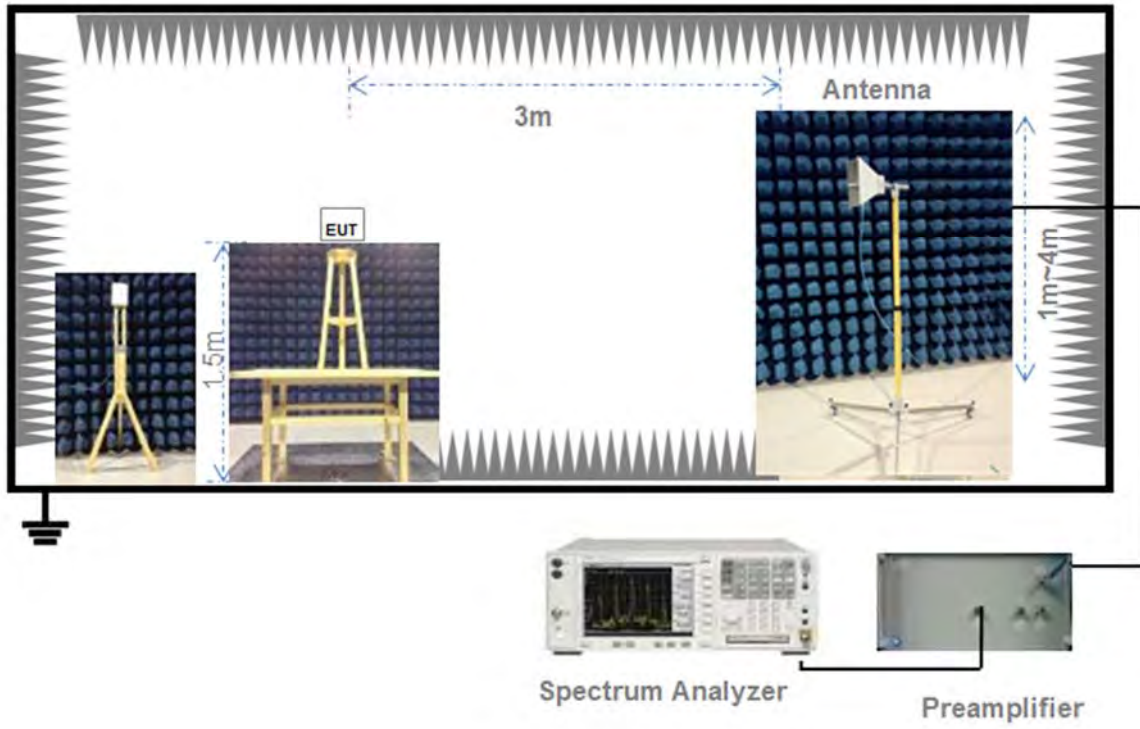 Antenna
3m
EUT
1.5m
1m~4m
Spectrum Analyzer
Preamplifier